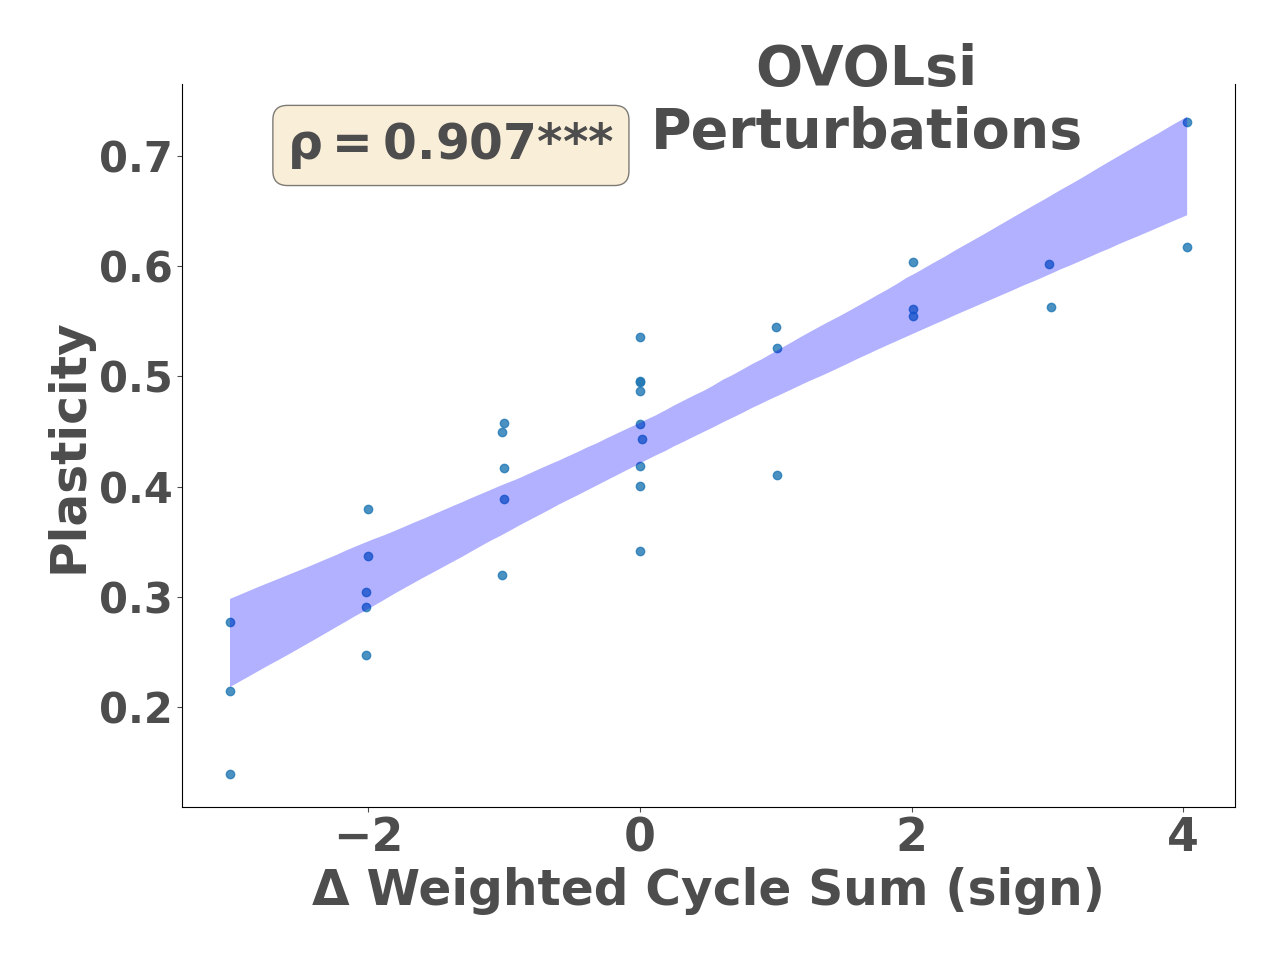 OVOLsi
Perturbations
ρ = 0.907***
0.7
0.6
0.5
0.4
0.3
0.2
Plasticity
−2 0 2 4
Δ Weighted Cycle Sum (sign)